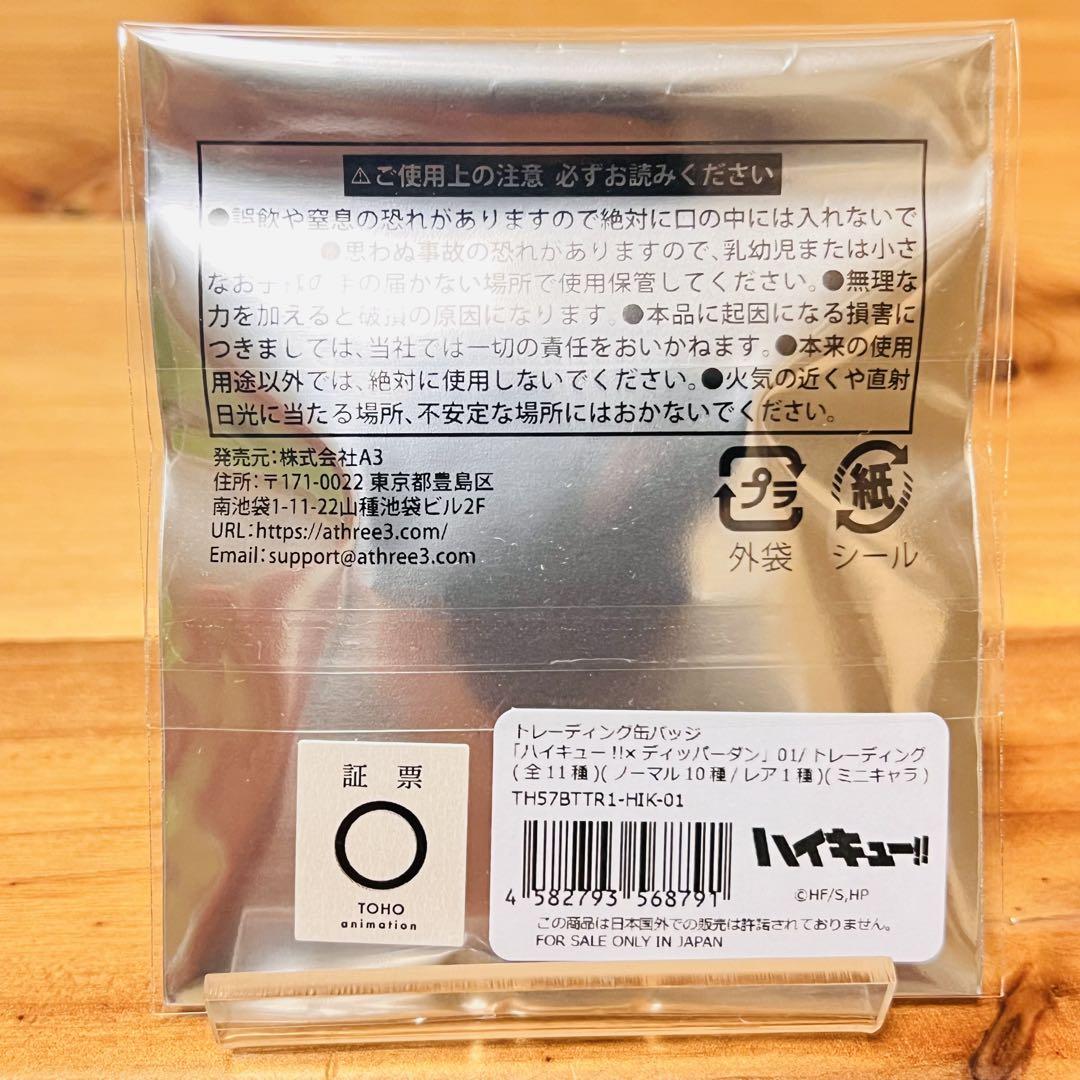 ⚠ご使用上の注意 必ずお読みください
●誤飲や窒息の恐れがありますので絶対に口の中には入れないで
●思わぬ事故の恐れがありますので、乳幼児または小さ
なお子様の手の届かない場所で使用保管してください。●無理な
力を加えると破損の原因になります。●本品に起因になる損害に
つきましては、当社では一切の責任をおいかねます。●本来の使用
用途以外では、絶対に使用しないでください。●火気の近くや直射
日光に当たる場所、不安定な場所にはおかないでください。
発売元:株式会社A3
住所:〒171-0022 東京都豊島区
南池袋1-11-22山種池袋ビル2F
URL:https://athree3.com/
Email:support@athree3.com
プラ
外袋
紙
シール
証票
TOHO
animation
トレーディング缶バッジ
「ハイキュー!!×ディッパーダン」01/トレーディング
(全11種)(ノーマル10種/レア1種)(ミニキャラ)
TH57BTTR1-HIK-01
4 582793 568791
ハイキュー!!
©HF/S,HP
この商品は日本国外での販売は許諾されておりません。
FOR SALE ONLY IN JAPAN